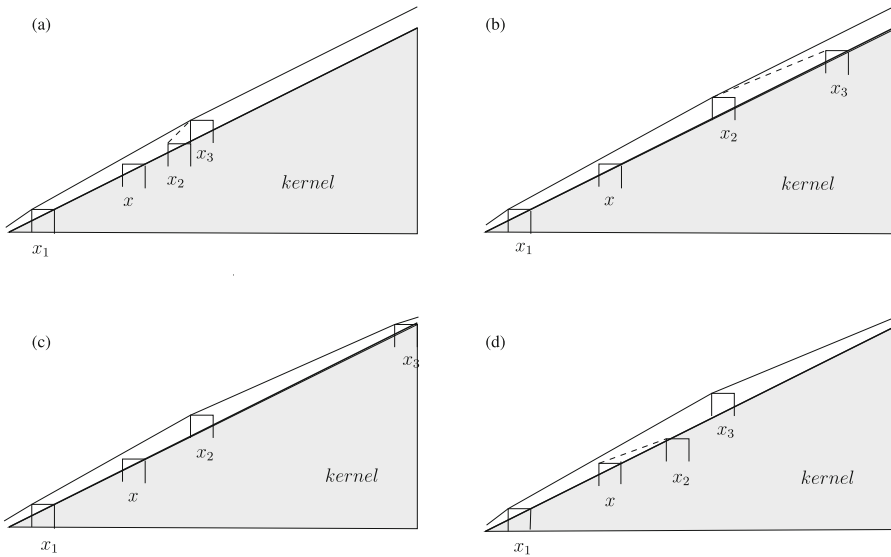 (a)
x₁
x
x₂
x₃
kernel
(b)
x₁
x
x₂
x₃
kernel
(c)
x₁
x
x₂
x₃
kernel
(d)
x₁
x
x₂
x₃
kernel